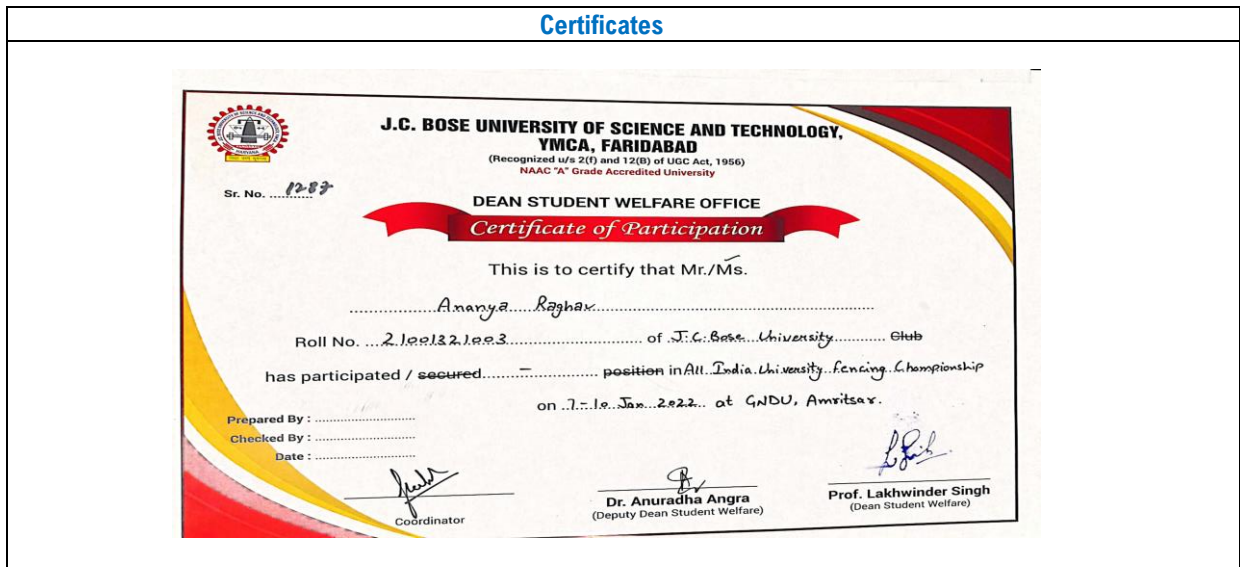 Certificates
J.C. BOSE UNIVERSITY OF SCIENCE AND TECHNOLOGY,
YMCA, FARIDABAD
(Recognized u/s 2(f) and 12(B) of UGC Act, 1956)
NAAC "A" Grade Accredited University
Sr. No. ...1287...
DEAN STUDENT WELFARE OFFICE
Certificate of Participation
This is to certify that Mr./Ms.
Ananya Raghav
Roll No. ...21001321003... of J.C. Bose University... Club
has participated / secured...–... position in All India University Fencing Championship
on ..7-10 Jan 2022.. at GNDU, Amritsar.
Prepared By : ........................
Checked By : ........................
Date : ........................
Coordinator
Dr. Anuradha Angra
(Deputy Dean Student Welfare)
Prof. Lakhwinder Singh
(Dean Student Welfare)